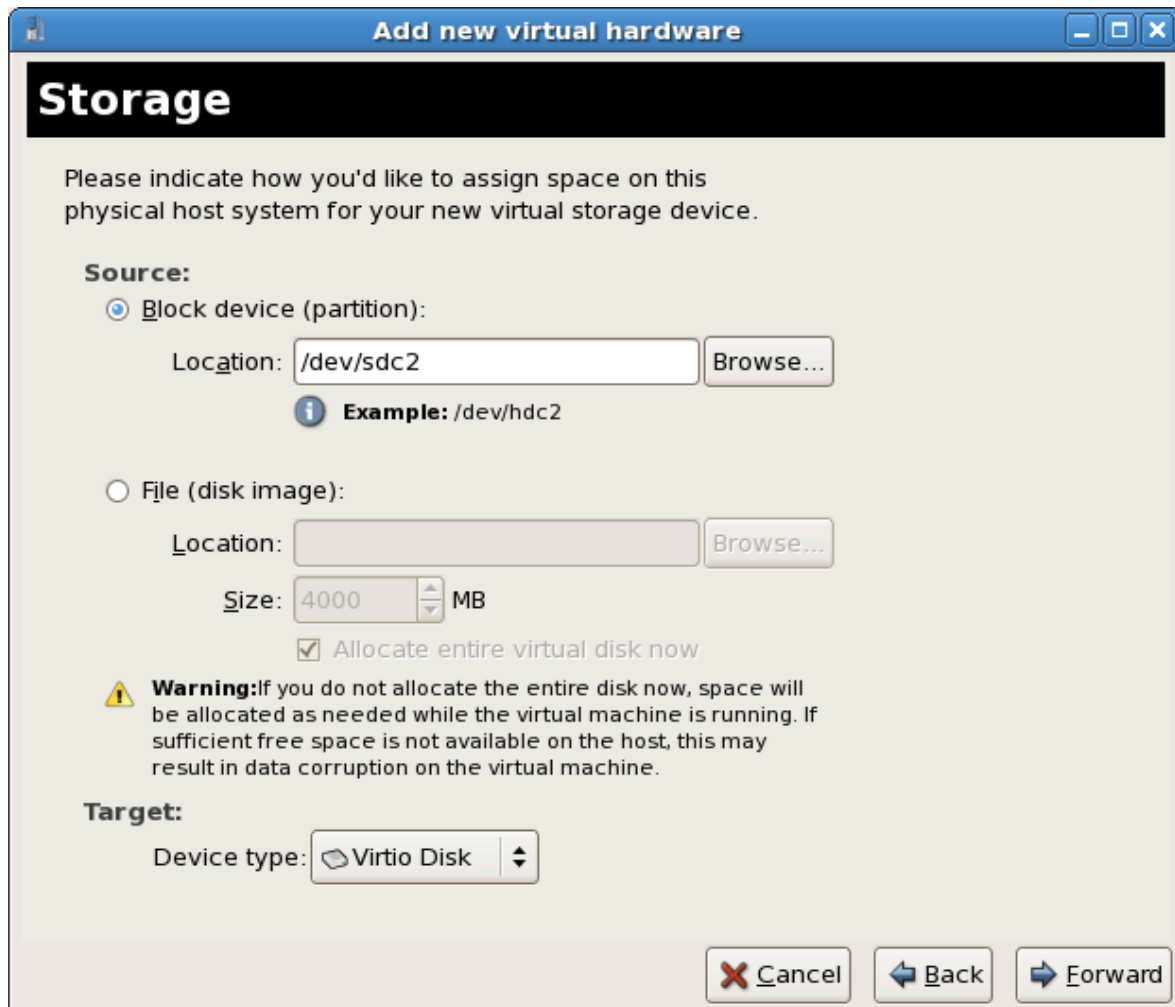 Add new virtual hardware
Storage
Please indicate how you'd like to assign space on this
physical host system for your new virtual storage device.
Source:
Block device (partition):
Location: /dev/sdc2 Browse...
Example: /dev/hdc2
File (disk image):
Location: Browse...
Size: 4000 MB
Allocate entire virtual disk now
Warning:If you do not allocate the entire disk now, space will
be allocated as needed while the virtual machine is running. If
sufficient free space is not available on the host, this may
result in data corruption on the virtual machine.
Target:
Device type: Virtio Disk
Cancel Back Forward